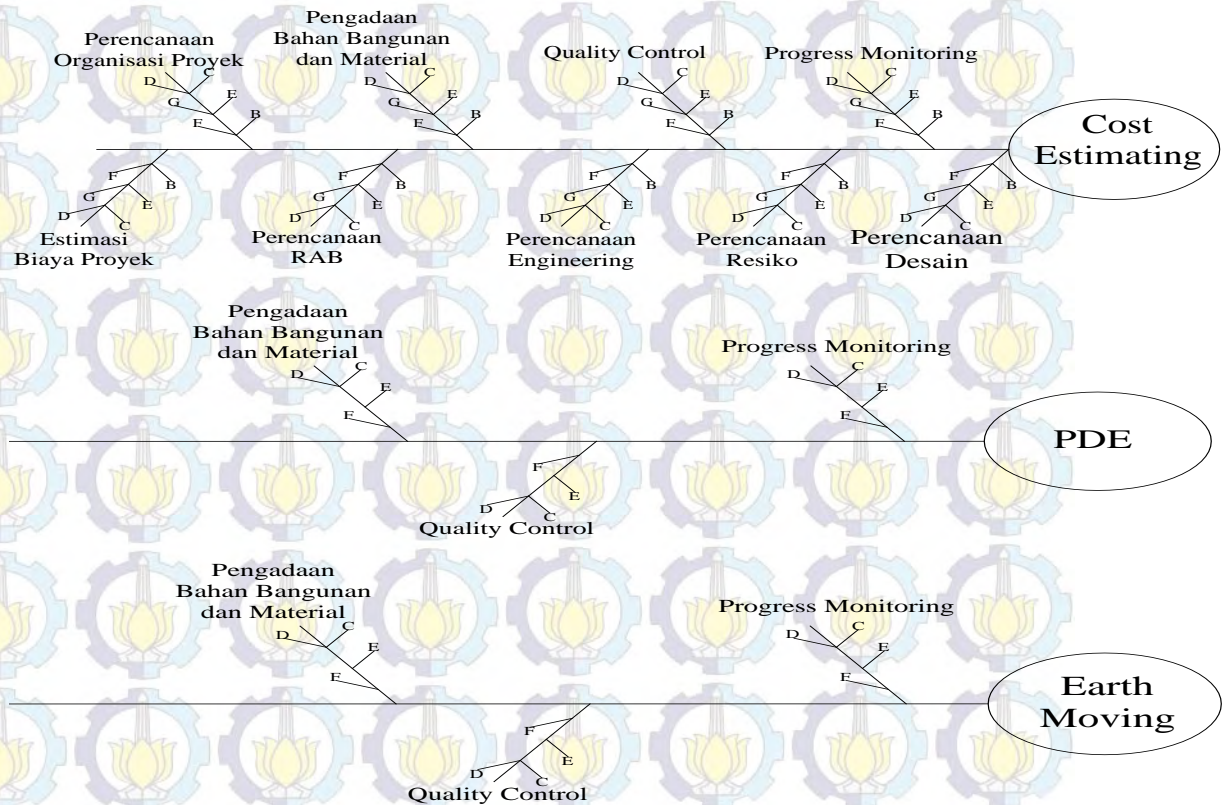 Perencanaan
Organisasi Proyek
D
C
G
E
F
B
Pengadaan
Bahan Bangunan
dan Material
D
C
G
E
F
B
Quality Control
D
C
G
E
F
B
Progress Monitoring
D
C
G
E
F
B
Cost
Estimating
F
B
G
E
D
C
Estimasi
Biaya Proyek
F
B
G
E
D
C
Perencanaan
RAB
F
B
G
E
D
C
Perencanaan
Engineering
F
B
G
E
D
C
Perencanaan
Resiko
F
B
G
E
D
C
Perencanaan
Desain
Pengadaan
Bahan Bangunan
dan Material
D
C
E
F
Progress Monitoring
D
C
E
F
PDE
F
E
D
C
Quality Control
Pengadaan
Bahan Bangunan
dan Material
D
C
E
F
Progress Monitoring
D
C
E
F
Earth
Moving
F
E
D
C
Quality Control